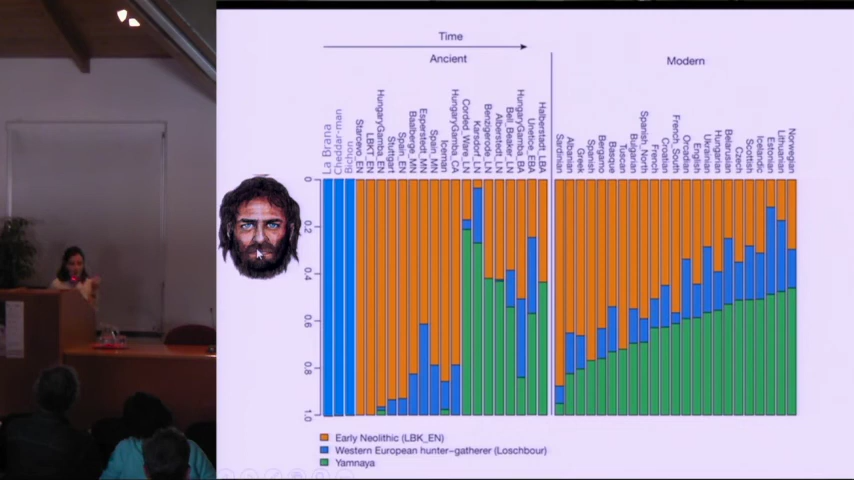 Time
Ancient
Modern
La Brana
Cheddar-man
Bichon
Starcevo_EN
LBKT_EN
HungaryGamba_EN
Stuttgart
Spain_EN
Baalberge_MN
Esperstedt_MN
Spain_MN
Iceman
HungaryGamba_CA
Corded_Ware_LN
Karsdorf_LN
Benzigerode_LN
Alberstedt_LN
Bell_Beaker_LN
HungaryGamba_BA
Unetice_EBA
Halberstadt_LBA
Sardinian
Albanian
Greek
Spanish
Bergamo
Basque
Tuscan
Bulgarian
Spanish_North
French
Croatian
French_South
Orcadian
English
Ukrainian
Hungarian
Belarusian
Czech
Scottish
Icelandic
Estonian
Lithuanian
Norwegian
0
0.2
0.4
0.6
0.8
1.0
Early Neolithic (LBK_EN)
Western European hunter−gatherer (Loschbour)
Yamnaya